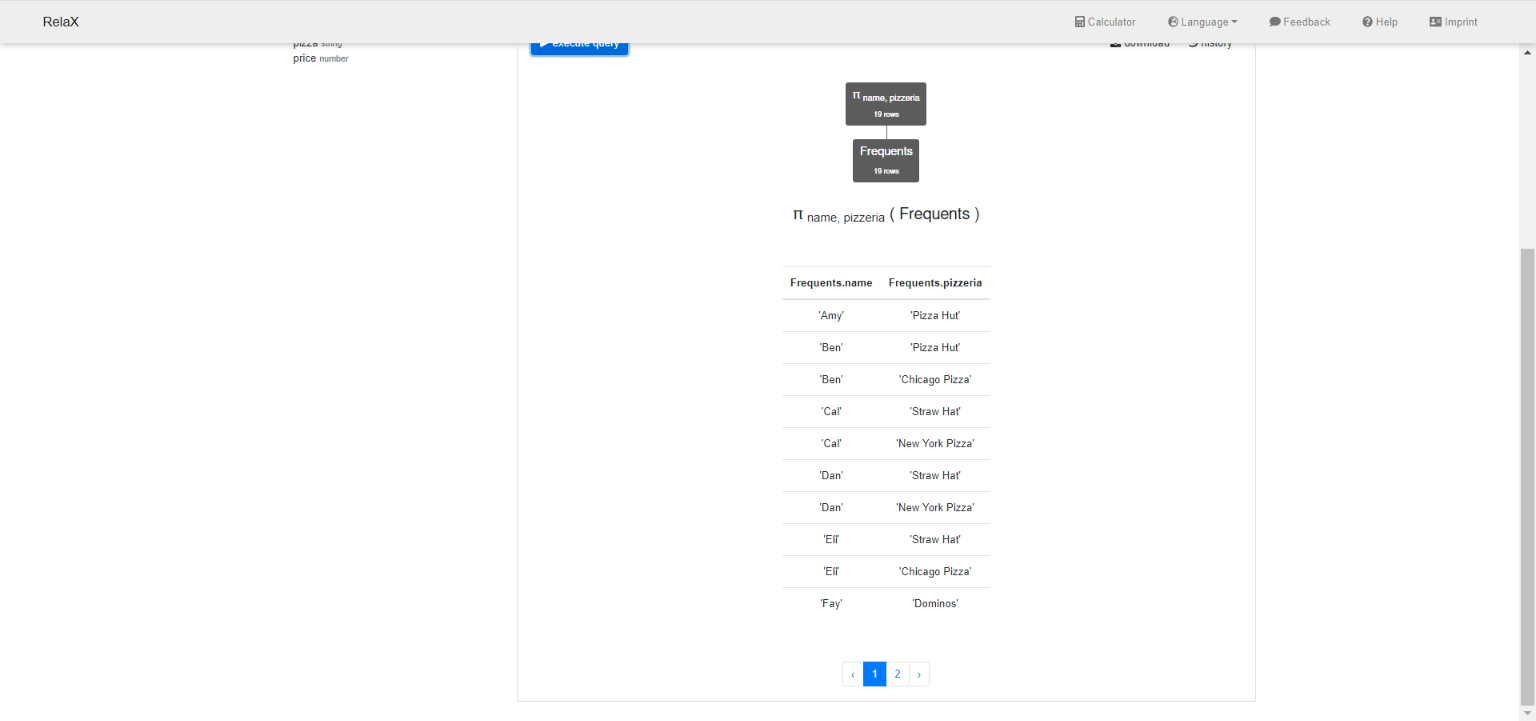 RelaX
Calculator
Language
Feedback
Help
Imprint
pizza string
price number
execute query
download
history
π name, pizzeria
19 rows
Frequents
19 rows
π name, pizzeria ( Frequents )
Frequents.name Frequents.pizzeria
'Amy' 'Pizza Hut'
'Ben' 'Pizza Hut'
'Ben' 'Chicago Pizza'
'Cal' 'Straw Hat'
'Cal' 'New York Pizza'
'Dan' 'Straw Hat'
'Dan' 'New York Pizza'
'Eli' 'Straw Hat'
'Eli' 'Chicago Pizza'
'Fay' 'Dominos'
‹ 1 2 ›